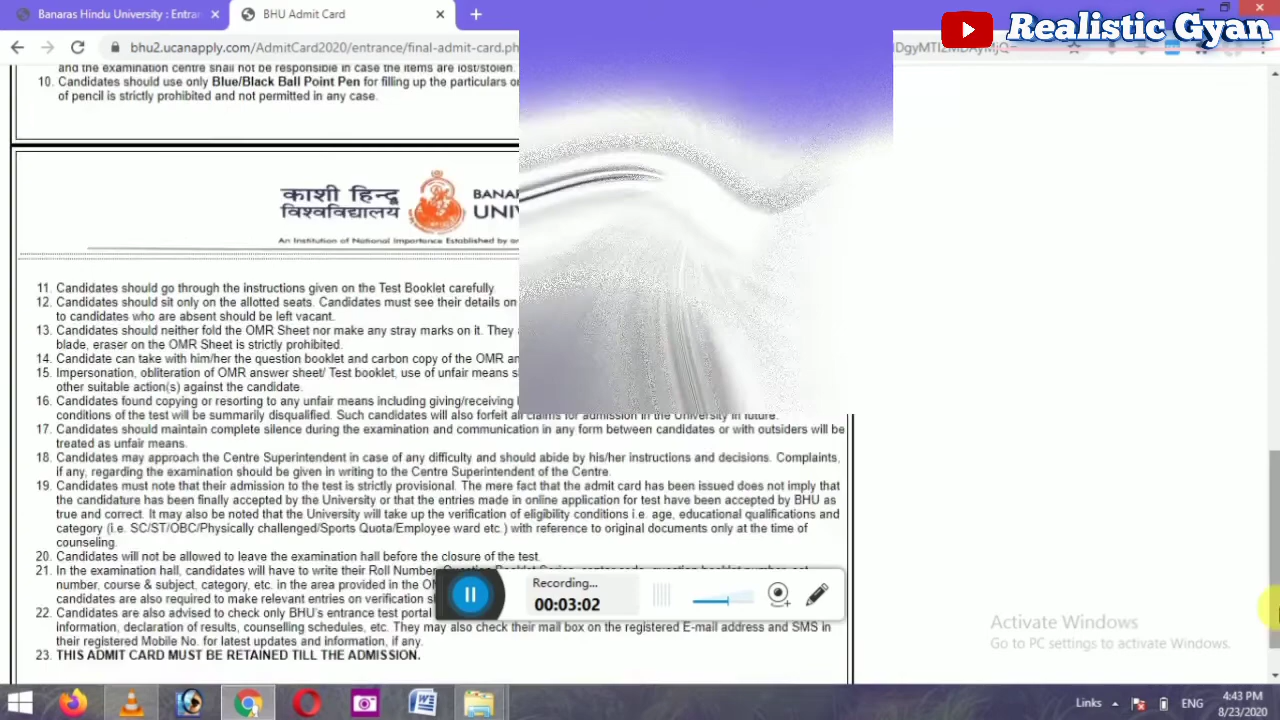 Banaras Hindu University : Entran
BHU Admit Card
Realistic Gyan
bhu2.ucanapply.com/AdmitCard2020/entrance/final-admit-card.ph
DgyMTIzMDAyMjQ=
and the examination centre shall not be responsible in case the items are lost/stolen.
10. Candidates should use only Blue/Black Ball Point Pen for filling up the particulars
of pencil is strictly prohibited and not permitted in any case.
काशी हिन्दू
विश्वविद्यालय
BANAR
UNIV
An Institution of National Importance Established by
11. Candidates should go through the instructions given on the Test Booklet carefully.
12. Candidates should sit only on the allotted seats. Candidates must see their details on
to candidates who are absent should be left vacant.
13. Candidates should neither fold the OMR Sheet nor make any stray marks on it. They
blade, eraser on the OMR Sheet is strictly prohibited.
14. Candidate can take with him/her the question booklet and carbon copy of the OMR
15. Impersonation, obliteration of OMR answer sheet/ Test booklet, use of unfair means
other suitable action(s) against the candidate.
16. Candidates found copying or resorting to any unfair means including giving/receiving
conditions of the test will be summarily disqualified. Such candidates will also forfeit all claims for admission in the University in future.
17. Candidates should maintain complete silence during the examination and communication in any form between candidates or with outsiders will be
treated as unfair means.
18. Candidates may approach the Centre Superintendent in case of any difficulty and should abide by his/her instructions and decisions. Complaints,
if any, regarding the examination should be given in writing to the Centre Superintendent of the Centre.
19. Candidates must note that their admission to the test is strictly provisional. The mere fact that the admit card has been issued does not imply that
the candidature has been finally accepted by the University or that the entries made in online application for test have been accepted by BHU as
true and correct. It may also be noted that the University will take up the verification of eligibility conditions i.e. age, educational qualifications and
category (i.e. SC/ST/OBC/Physically challenged/Sports Quota/Employee ward etc.) with reference to original documents only at the time of
counseling.
20. Candidates will not be allowed to leave the examination hall before the closure of the test.
21. In the examination hall, candidates will have to write their Roll Number, Question Booklet Series, centre code, question booklet number, set
number, course & subject, category, etc. in the area provided in the
candidates are also required to make relevant entries on verification
22. Candidates are also advised to check only BHU's entrance test portal
information, declaration of results, counselling schedules, etc. They may also check their mail box on the registered E-mail address and SMS in
their registered Mobile No. for latest updates and information, if any.
23. THIS ADMIT CARD MUST BE RETAINED TILL THE ADMISSION.
Recording...
00:03:02
Activate Windows
Go to PC settings to activate Windows.
Links
ENG
4:43 PM
8/23/2020